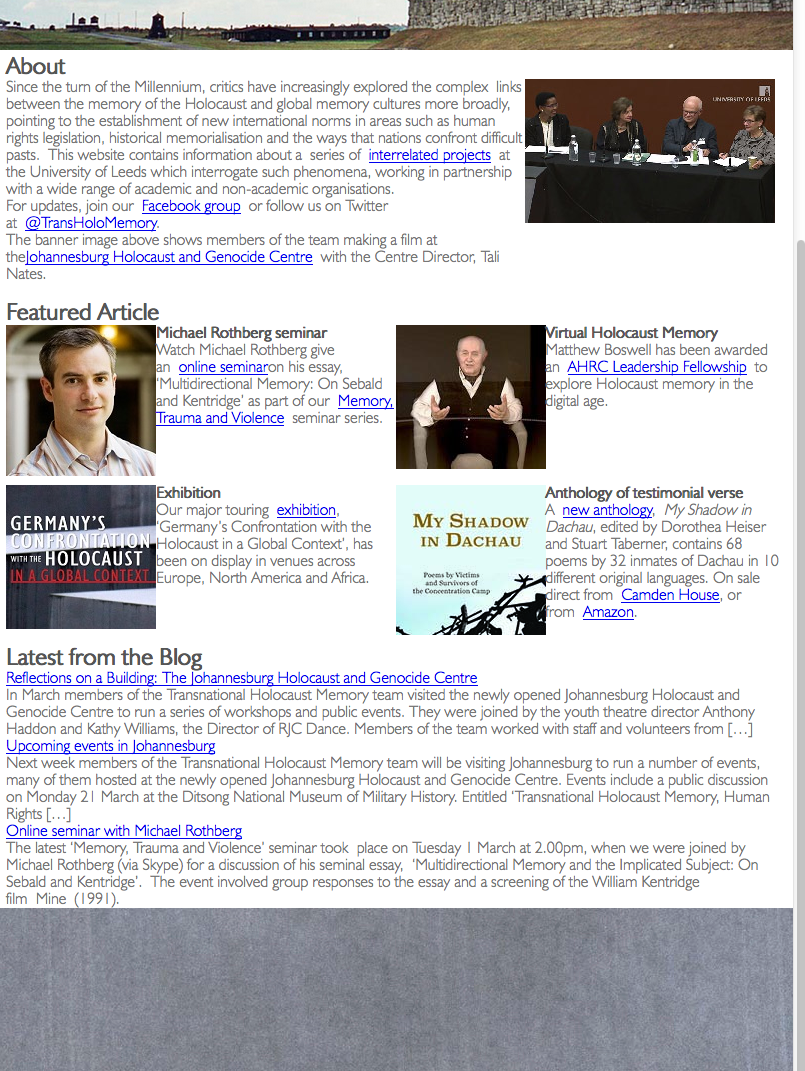 About
Since the turn of the Millennium, critics have increasingly explored the complex links
between the memory of the Holocaust and global memory cultures more broadly,
pointing to the establishment of new international norms in areas such as human
rights legislation, historical memorialisation and the ways that nations confront difficult
pasts. This website contains information about a series of interrelated projects at
the University of Leeds which interrogate such phenomena, working in partnership
with a wide range of academic and non-academic organisations.
For updates, join our Facebook group or follow us on Twitter
at @TransHoloMemory.
The banner image above shows members of the team making a film at
theJohannesburg Holocaust and Genocide Centre with the Centre Director, Tali
Nates.
UNIVERSITY OF LEEDS
Featured Article
Michael Rothberg seminar
Watch Michael Rothberg give
an online seminaron his essay,
'Multidirectional Memory: On Sebald
and Kentridge' as part of our Memory,
Trauma and Violence seminar series.
Virtual Holocaust Memory
Matthew Boswell has been awarded
an AHRC Leadership Fellowship to
explore Holocaust memory in the
digital age.
GERMANY'S
CONFRONTATION
WITH THE HOLOCAUST
IN A GLOBAL CONTEXT
Exhibition
Our major touring exhibition,
'Germany's Confrontation with the
Holocaust in a Global Context', has
been on display in venues across
Europe, North America and Africa.
MY SHADOW
IN DACHAU
Poems by Victims
and Survivors of
the Concentration Camp
Anthology of testimonial verse
A new anthology, My Shadow in
Dachau, edited by Dorothea Heiser
and Stuart Taberner, contains 68
poems by 32 inmates of Dachau in 10
different original languages. On sale
direct from Camden House, or
from Amazon.
Latest from the Blog
Reflections on a Building: The Johannesburg Holocaust and Genocide Centre
In March members of the Transnational Holocaust Memory team visited the newly opened Johannesburg Holocaust and
Genocide Centre to run a series of workshops and public events. They were joined by the youth theatre director Anthony
Haddon and Kathy Williams, the Director of RJC Dance. Members of the team worked with staff and volunteers from […]
Upcoming events in Johannesburg
Next week members of the Transnational Holocaust Memory team will be visiting Johannesburg to run a number of events,
many of them hosted at the newly opened Johannesburg Holocaust and Genocide Centre. Events include a public discussion
on Monday 21 March at the Ditsong National Museum of Military History. Entitled 'Transnational Holocaust Memory, Human
Rights […]
Online seminar with Michael Rothberg
The latest 'Memory, Trauma and Violence' seminar took place on Tuesday 1 March at 2.00pm, when we were joined by
Michael Rothberg (via Skype) for a discussion of his seminal essay, 'Multidirectional Memory and the Implicated Subject: On
Sebald and Kentridge'. The event involved group responses to the essay and a screening of the William Kentridge
film Mine (1991).